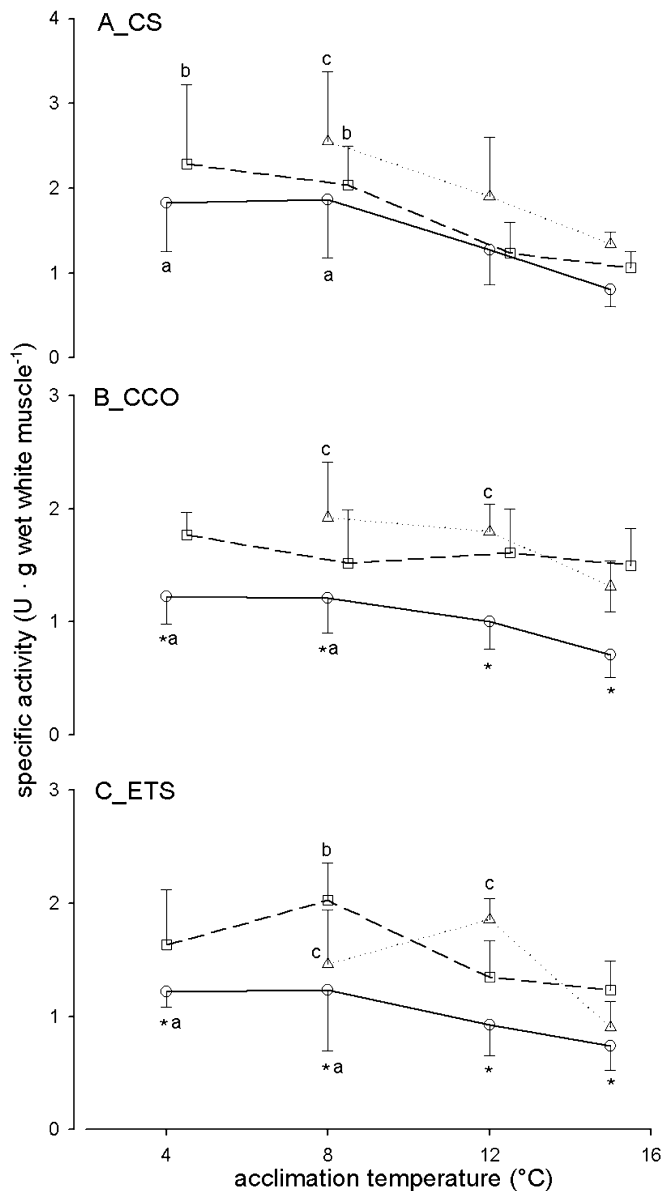 A_CS
4
3
2
1
0
b
c
b
a
a
B_CCO
3
2
1
0
c
c
*a
*a
*
*
C_ETS
3
2
1
0
b
c
c
*a
*a
*
*
4
8
12
16
acclimation temperature (°C)
specific activity (U · g wet white muscle⁻¹)